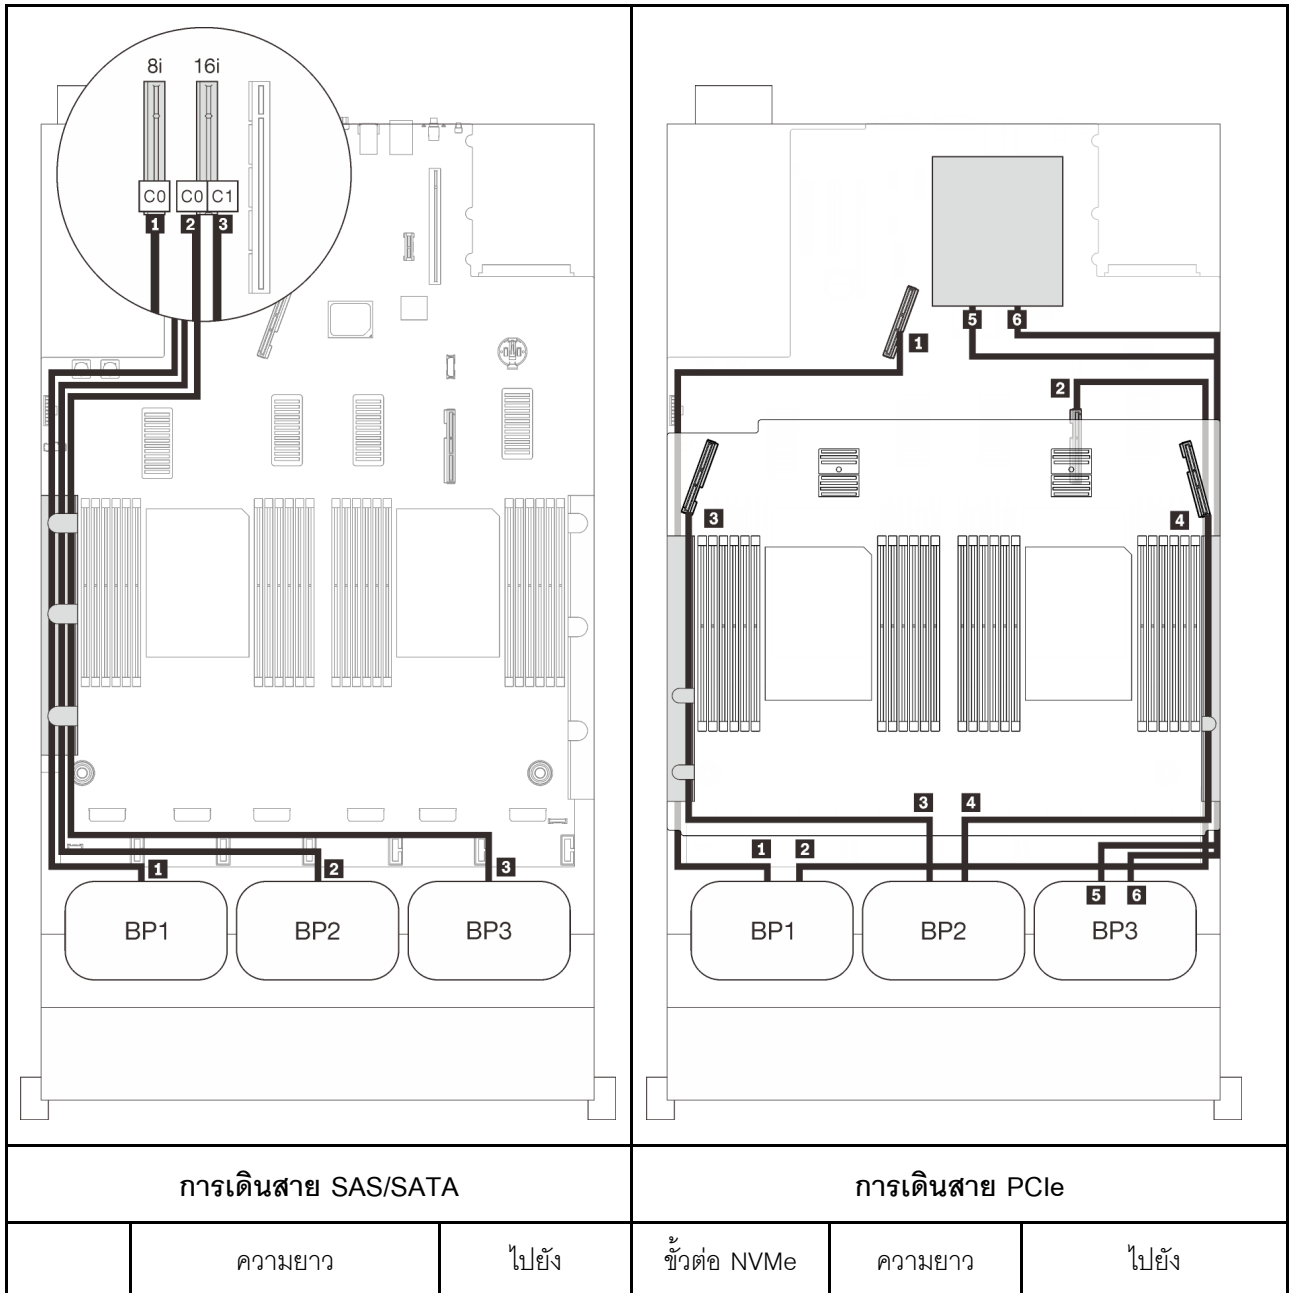 8i 16i
C0 C0 C1
1 2 3
1 2 3
BP1 BP2 BP3
5 6
1
2
3 4
3 4
1 2
5 6
BP1 BP2 BP3
การเดินสาย SAS/SATA
การเดินสาย PCIe
ความยาว ไปยัง ขั้วต่อ NVMe ความยาว ไปยัง